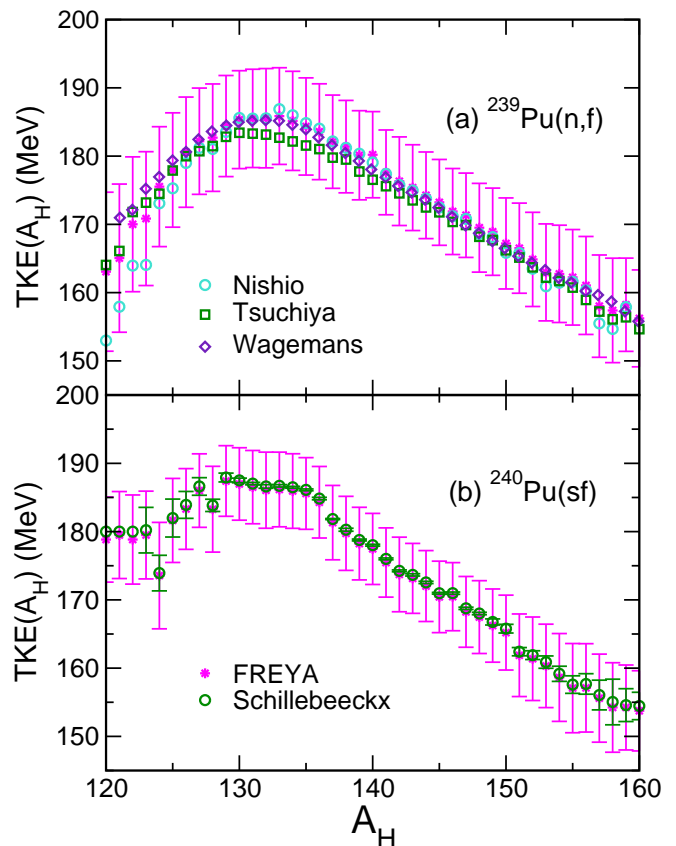 200
190
180
170
160
150
TKE(A_H) (MeV)
(a) ²³⁹Pu(n,f)
Nishio
Tsuchiya
Wagemans
200
190
180
170
160
150
TKE(A_H) (MeV)
(b) ²⁴⁰Pu(sf)
FREYA
Schillebeeckx
120 130 140 150 160
A_H